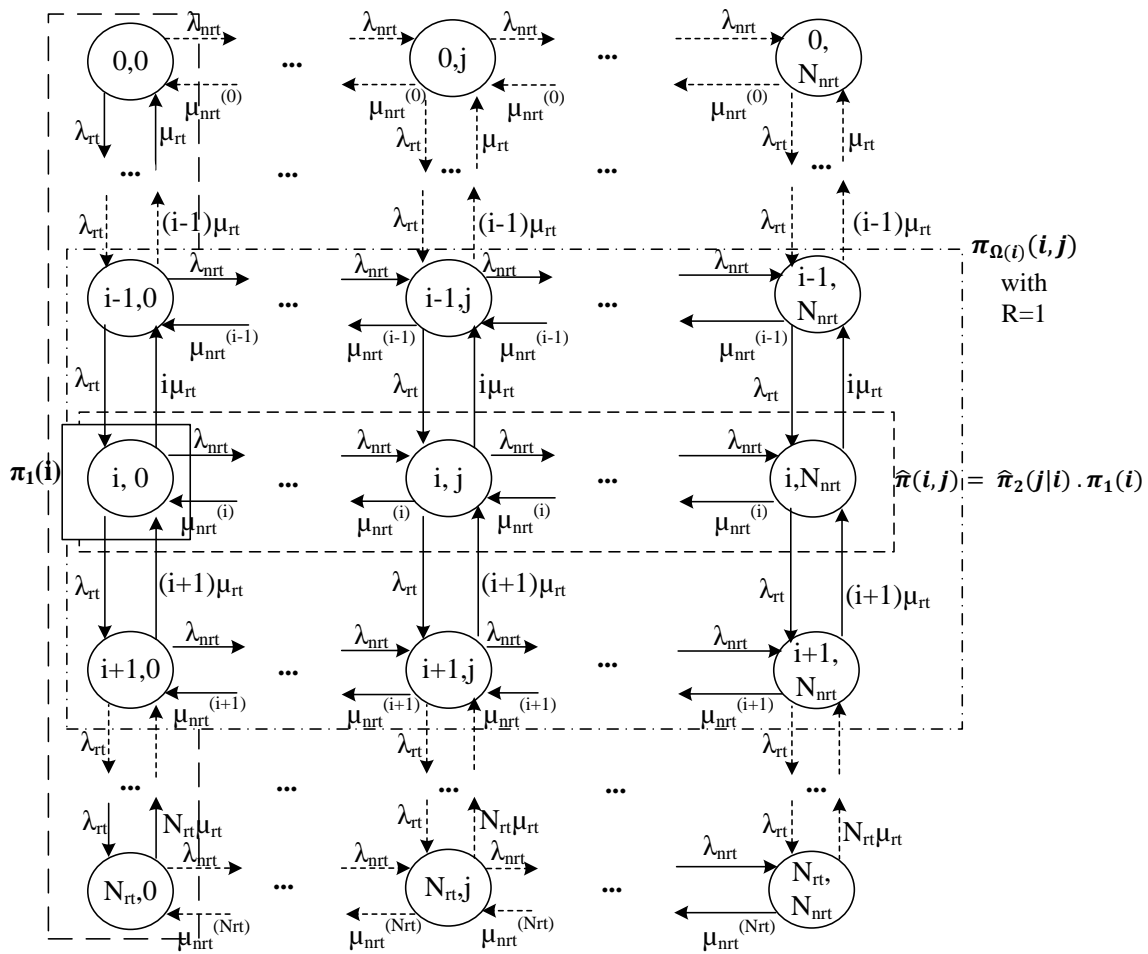 λnrt λnrt λnrt λnrt
0,0 ... 0,j ... 0,
Nnrt
μnrt(0) μnrt(0) μnrt(0) μnrt(0)
λrt μrt λrt μrt λrt μrt
... ... ... ... ...
λrt (i-1)μrt λrt (i-1)μrt λrt (i-1)μrt
πΩ(i)(i,j)
with
R=1
λnrt λnrt λnrt λnrt
i-1,0 ... i-1,j ... i-1,
Nnrt
μnrt(i-1) μnrt(i-1) μnrt(i-1) μnrt(i-1)
λrt iμrt λrt iμrt λrt iμrt
λnrt λnrt λnrt λnrt
π1(i) i, 0 ... i, j ... i,Nnrt π̂(i,j) = π̂2(j|i) . π1(i)
μnrt(i) μnrt(i) μnrt(i) μnrt(i)
λrt (i+1)μrt λrt (i+1)μrt λrt (i+1)μrt
λnrt λnrt λnrt λnrt
i+1,0 ... i+1,j ... i+1,
Nnrt
μnrt(i+1) μnrt(i+1) μnrt(i+1) μnrt(i+1)
λrt λrt λrt
... ... ... ... ...
λrt Nrtμrt λrt Nrtμrt λrt Nrtμrt
λnrt λnrt λnrt λnrt
Nrt,0 ... Nrt,j ... Nrt,
Nnrt
μnrt(Nrt) μnrt(Nrt) μnrt(Nrt) μnrt(Nrt)